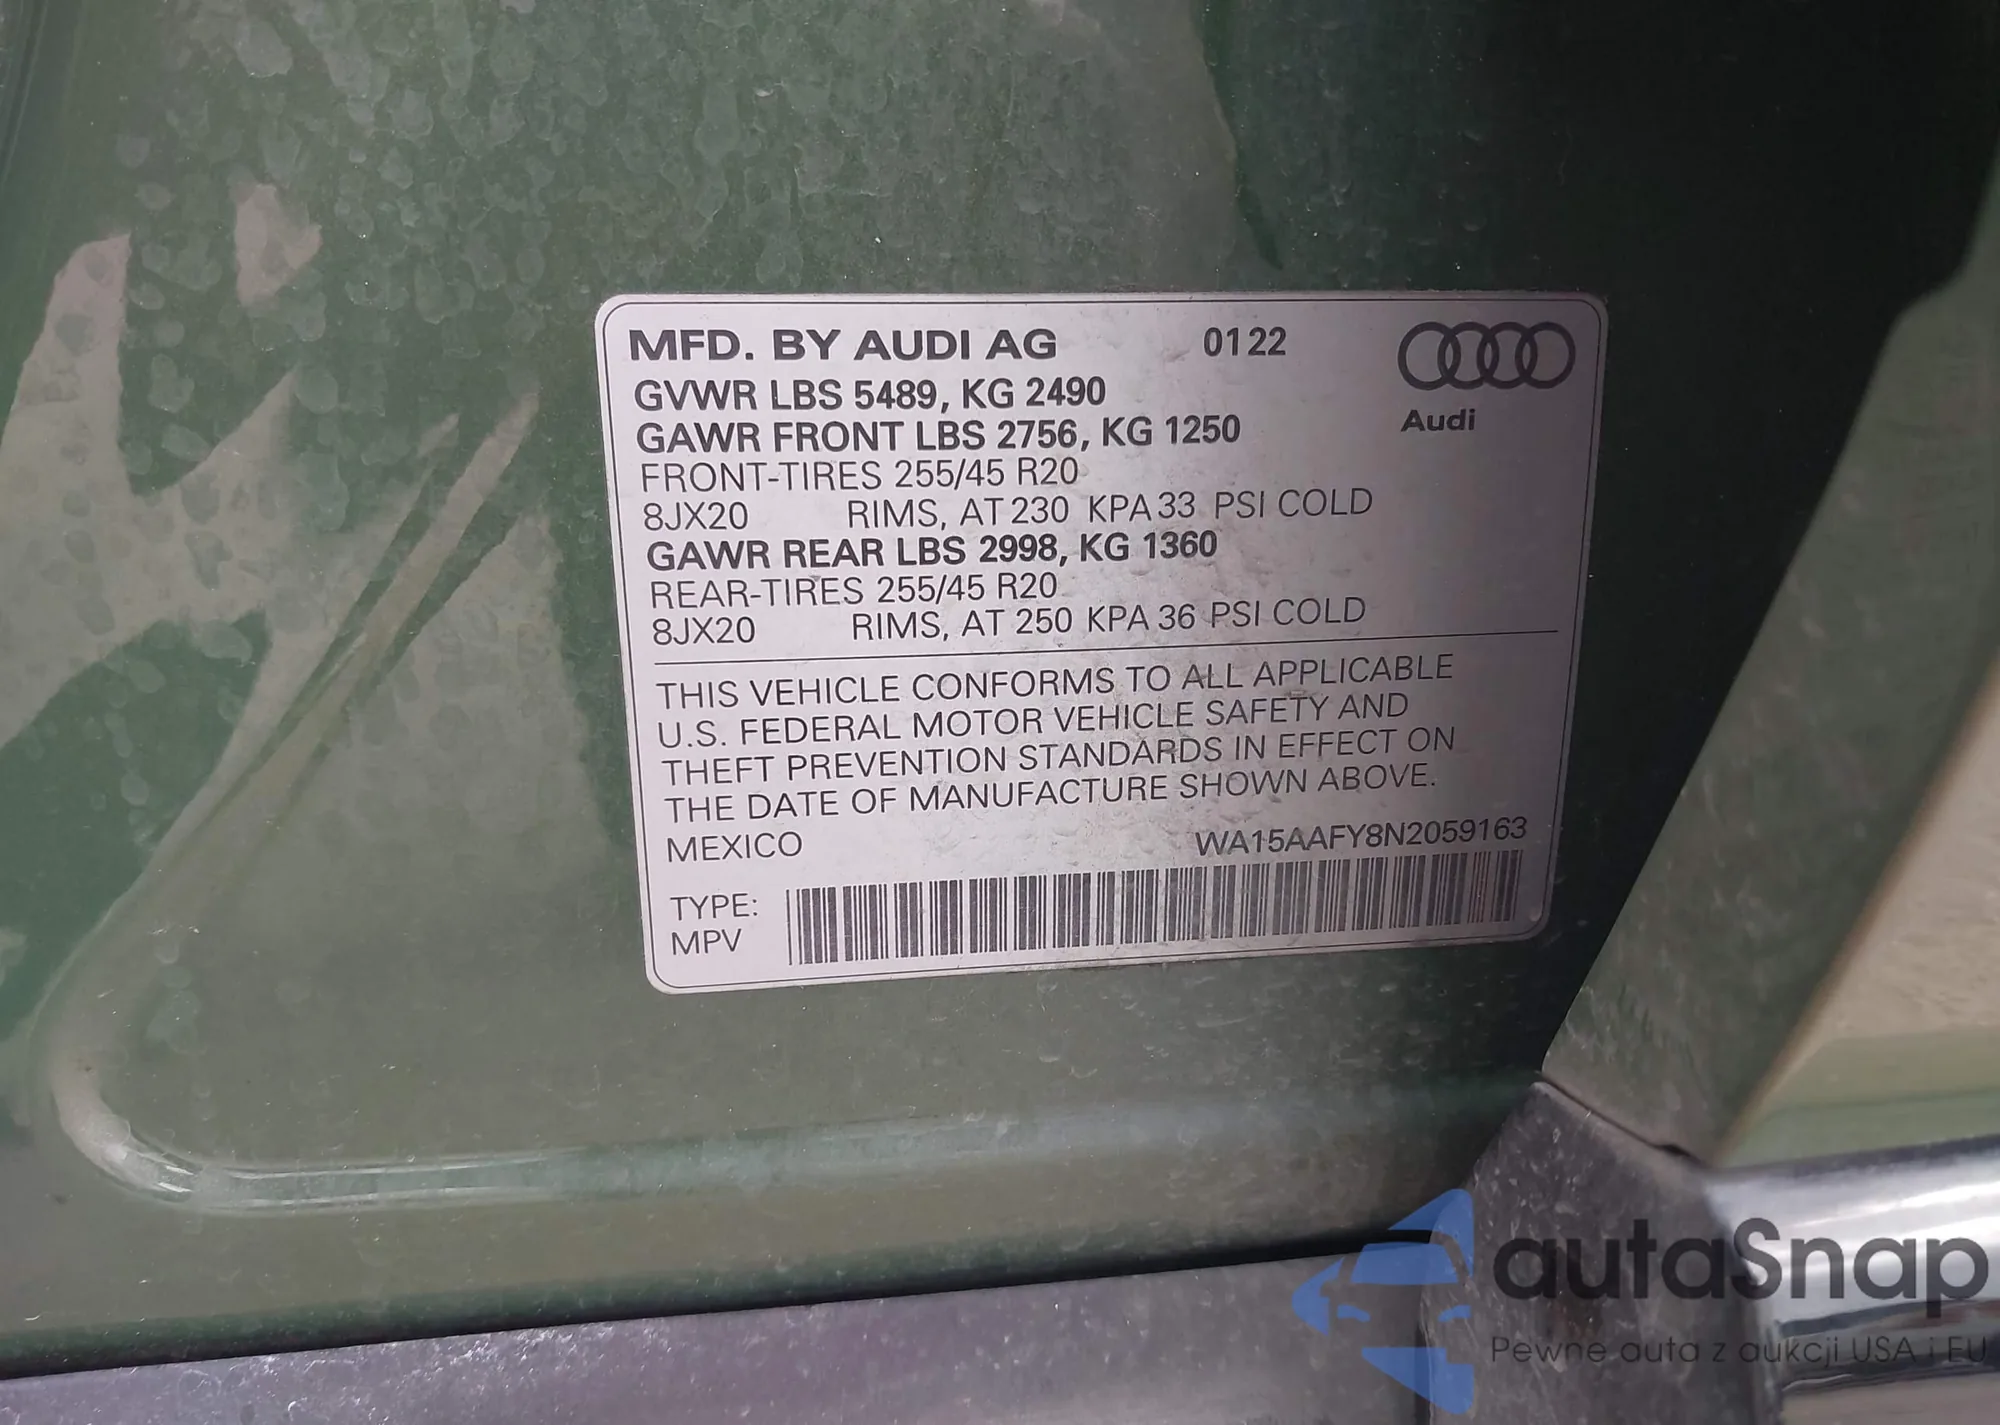 MFD. BY AUDI AG 0122
Audi
GVWR LBS 5489, KG 2490
GAWR FRONT LBS 2756, KG 1250
FRONT-TIRES 255/45 R20
8JX20 RIMS, AT 230 KPA 33 PSI COLD
GAWR REAR LBS 2998, KG 1360
REAR-TIRES 255/45 R20
8JX20 RIMS, AT 250 KPA 36 PSI COLD
THIS VEHICLE CONFORMS TO ALL APPLICABLE
U.S. FEDERAL MOTOR VEHICLE SAFETY AND
THEFT PREVENTION STANDARDS IN EFFECT ON
THE DATE OF MANUFACTURE SHOWN ABOVE.
MEXICO WA15AAFY8N2059163
TYPE:
MPV
autaSnap
Pewne auta z aukcji USA i EU